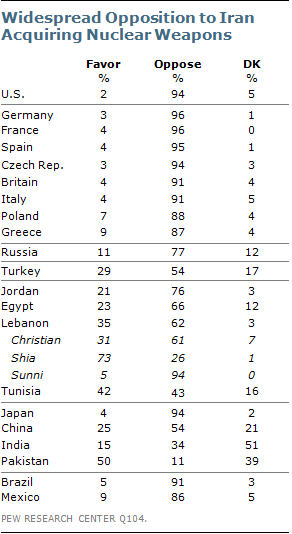 Widespread Opposition to Iran
Acquiring Nuclear Weapons
Favor Oppose DK
% % %
U.S. 2 94 5
Germany 3 96 1
France 4 96 0
Spain 4 95 1
Czech Rep. 3 94 3
Britain 4 91 4
Italy 4 91 5
Poland 7 88 4
Greece 9 87 4
Russia 11 77 12
Turkey 29 54 17
Jordan 21 76 3
Egypt 23 66 12
Lebanon 35 62 3
Christian 31 61 7
Shia 73 26 1
Sunni 5 94 0
Tunisia 42 43 16
Japan 4 94 2
China 25 54 21
India 15 34 51
Pakistan 50 11 39
Brazil 5 91 3
Mexico 9 86 5
PEW RESEARCH CENTER Q104.